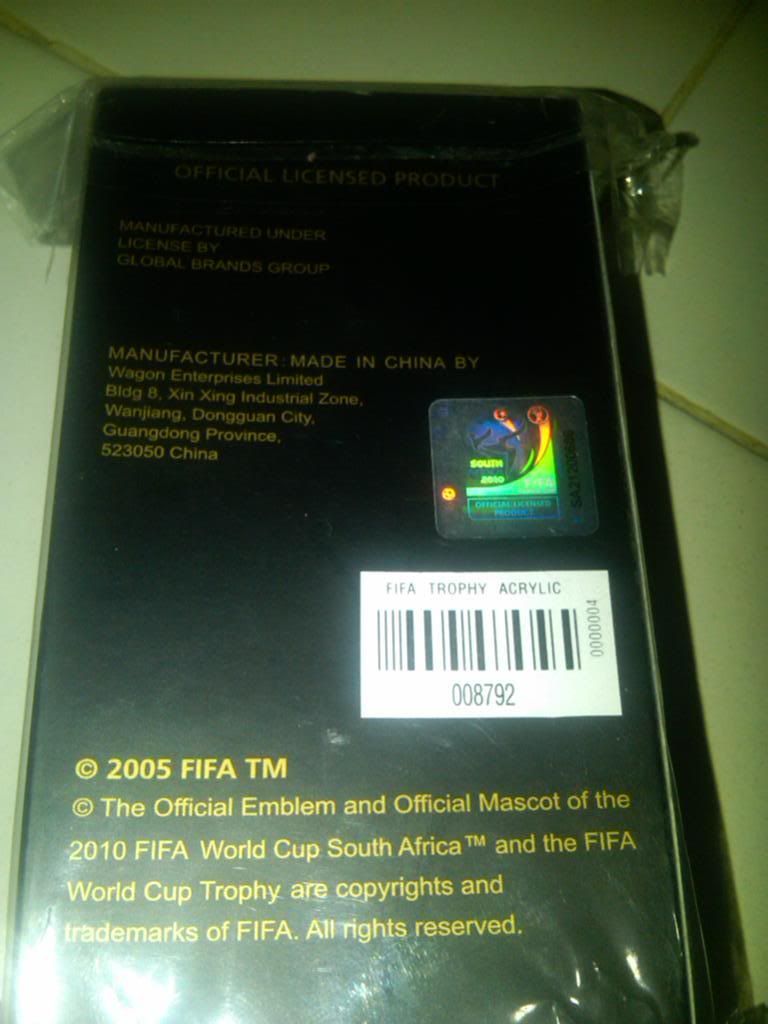 OFFICIAL LICENSED PRODUCT
MANUFACTURED UNDER
LICENSE BY
GLOBAL BRANDS GROUP
MANUFACTURER: MADE IN CHINA BY
Wagon Enterprises Limited
Bldg 8, Xin Xing Industrial Zone,
Wanjiang, Dongguan City,
Guangdong Province,
523050 China
SOUTH
2010
FIFA
OFFICIAL LICENSED
PRODUCT
FIFA TROPHY ACRYLIC
0000004
008792
© 2005 FIFA TM
© The Official Emblem and Official Mascot of the
2010 FIFA World Cup South Africa™ and the FIFA
World Cup Trophy are copyrights and
trademarks of FIFA. All rights reserved.